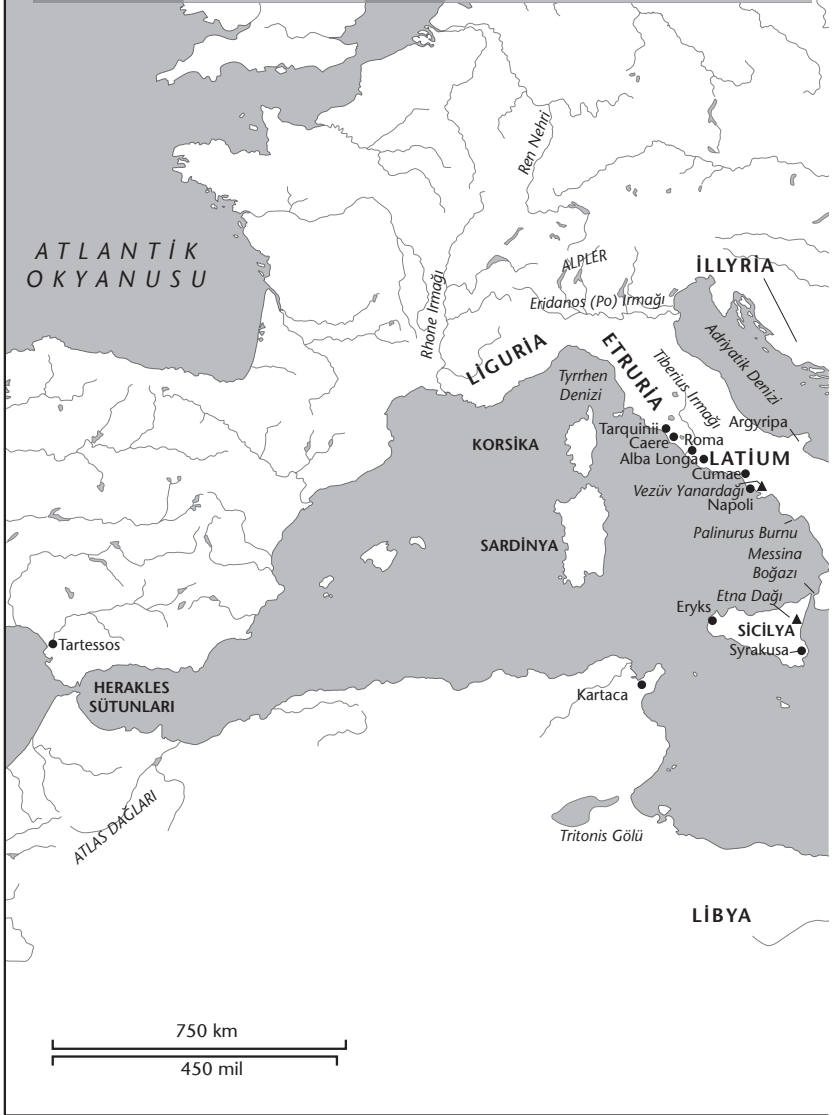 Ren Nehri
ATLANTİK
OKYANUSU
ALPLER
İLLYRİA
Eridanos (Po) Irmağı
Rhone Irmağı
LİGURİA
ETRURİA
Tiberius Irmağı
Adriyatik Denizi
Tyrrhen
Denizi
Argyripa
Tarquinii
Caere
Roma
KORSİKA
Alba Longa
LATİUM
Cumae
Vezüv Yanardağı
Napoli
Palinurus Burnu
SARDİNYA
Messina
Boğazı
Etna Dağı
Eryks
SİCİLYA
Syrakusa
Tartessos
HERAKLES
SÜTUNLARI
Kartaca
ATLAS DAĞLARI
Tritonis Gölü
LİBYA
750 km
450 mil